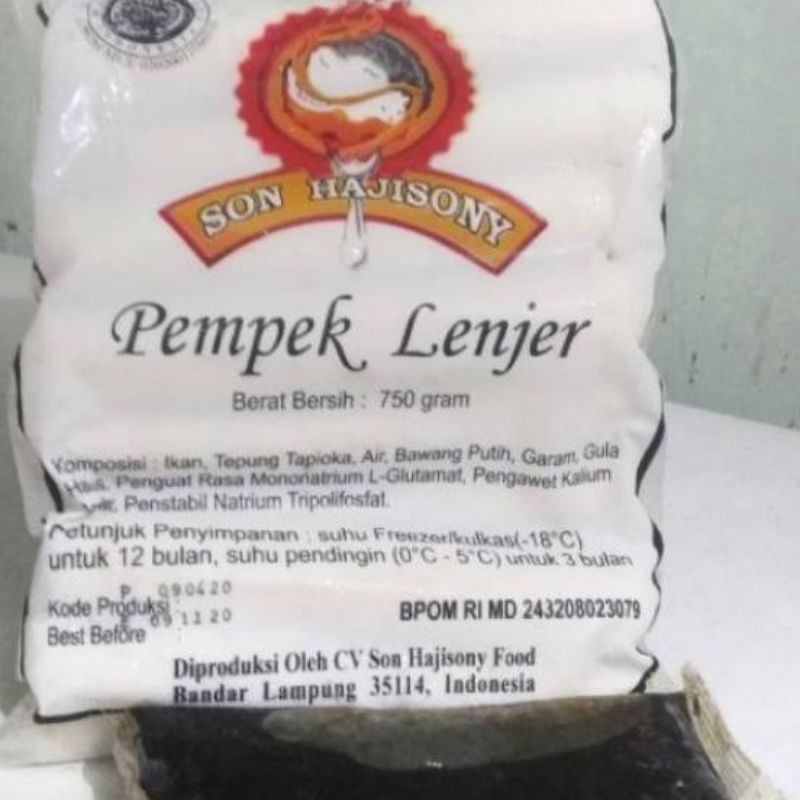 SON HAJISONY
Pempek Lenjer
Berat Bersih : 750 gram
Komposisi : Ikan, Tepung Tapioka, Air, Bawang Putih, Garam, Gula
Penguat Rasa Mononatrium L-Glutamat, Pengawet Kalium
Penstabil Natrium Tripolifosfat.
Petunjuk Penyimpanan : suhu Freezer/kulkas(-18°C)
untuk 12 bulan, suhu pendingin (0°C - 5°C) untuk 3 bulan
P 090420
Kode Produksi :
09 11 20
Best Before :
BPOM RI MD 243208023079
Diproduksi Oleh CV Son Hajisony Food
Bandar Lampung 35114, Indonesia